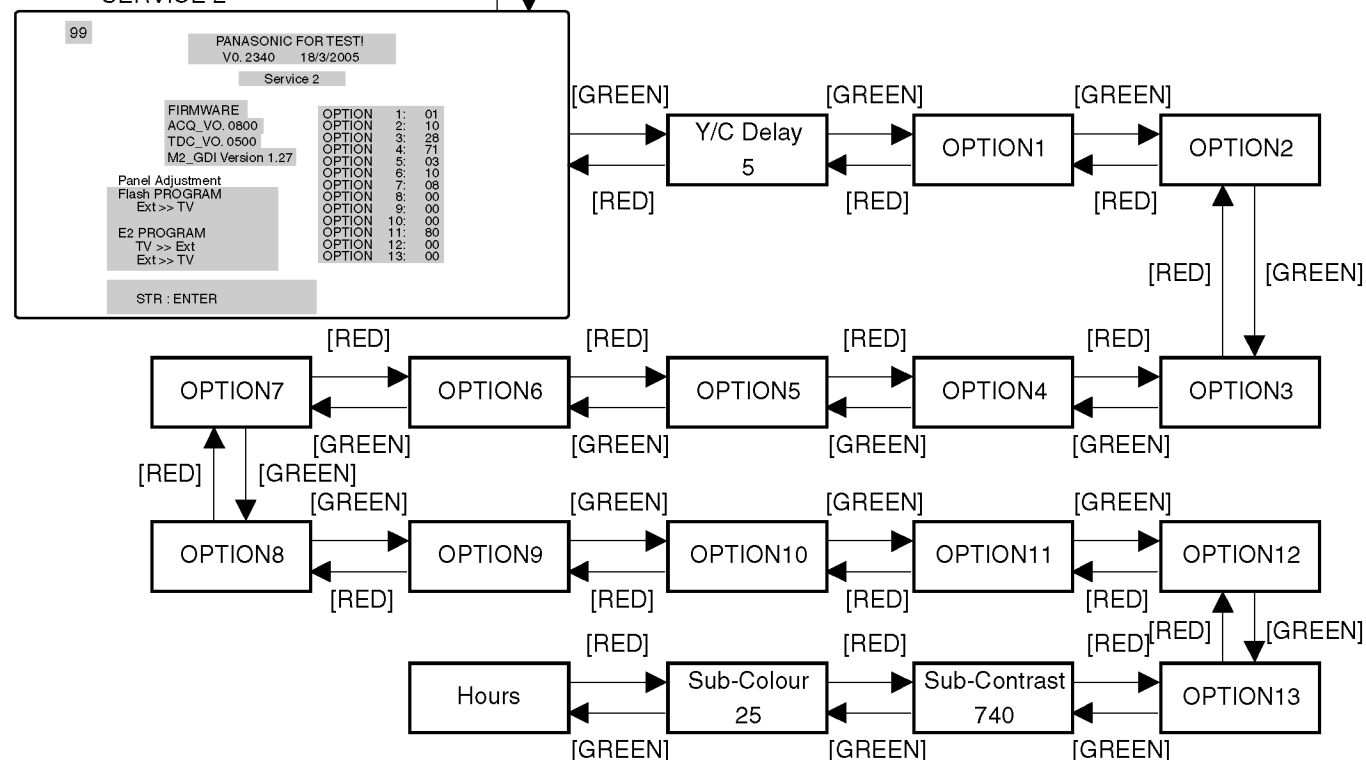 SERVICE 2
99
PANASONIC FOR TEST!
V0. 2340 18/3/2005
Service 2
FIRMWARE
ACQ_VO. 0800
TDC_VO. 0500
M2_GDI Version 1.27
OPTION 1: 01
OPTION 2: 10
OPTION 3: 28
OPTION 4: 71
OPTION 5: 03
OPTION 6: 10
OPTION 7: 08
OPTION 8: 00
OPTION 9: 00
OPTION 10: 00
OPTION 11: 80
OPTION 12: 00
OPTION 13: 00
Panel Adjustment
Flash PROGRAM
Ext >> TV
E2 PROGRAM
TV >> Ext
Ext >> TV
STR : ENTER
[GREEN] [GREEN] [GREEN]
Y/C Delay
5
OPTION1 OPTION2
[RED] [RED] [RED]
[RED] [GREEN]
[RED] [RED] [RED] [RED]
OPTION7 OPTION6 OPTION5 OPTION4 OPTION3
[GREEN] [GREEN] [GREEN] [GREEN]
[RED] [GREEN]
[GREEN] [GREEN] [GREEN] [GREEN]
OPTION8 OPTION9 OPTION10 OPTION11 OPTION12
[RED] [RED] [RED] [RED]
[RED] [GREEN]
[RED] [RED] [RED]
Hours
Sub-Colour
25
Sub-Contrast
740
OPTION13
[GREEN] [GREEN] [GREEN]